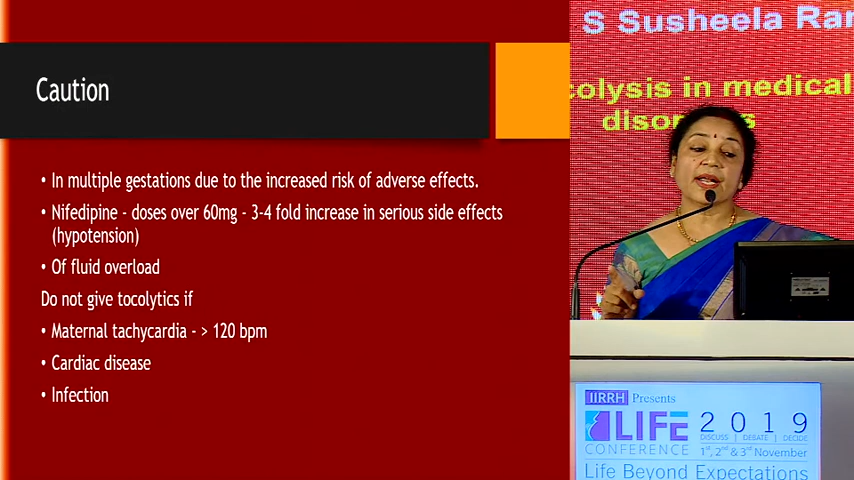 Caution
• In multiple gestations due to the increased risk of adverse effects.
• Nifedipine - doses over 60mg - 3-4 fold increase in serious side effects
(hypotension)
• Of fluid overload
Do not give tocolytics if
• Maternal tachycardia - > 120 bpm
• Cardiac disease
• Infection
S Susheela
in medical
IIRRH Presents
LIFE
CONFERENCE
2019
DISCUSS | DEBATE | DECIDE
1st, 2nd & 3rd November
Life Beyond Expectations